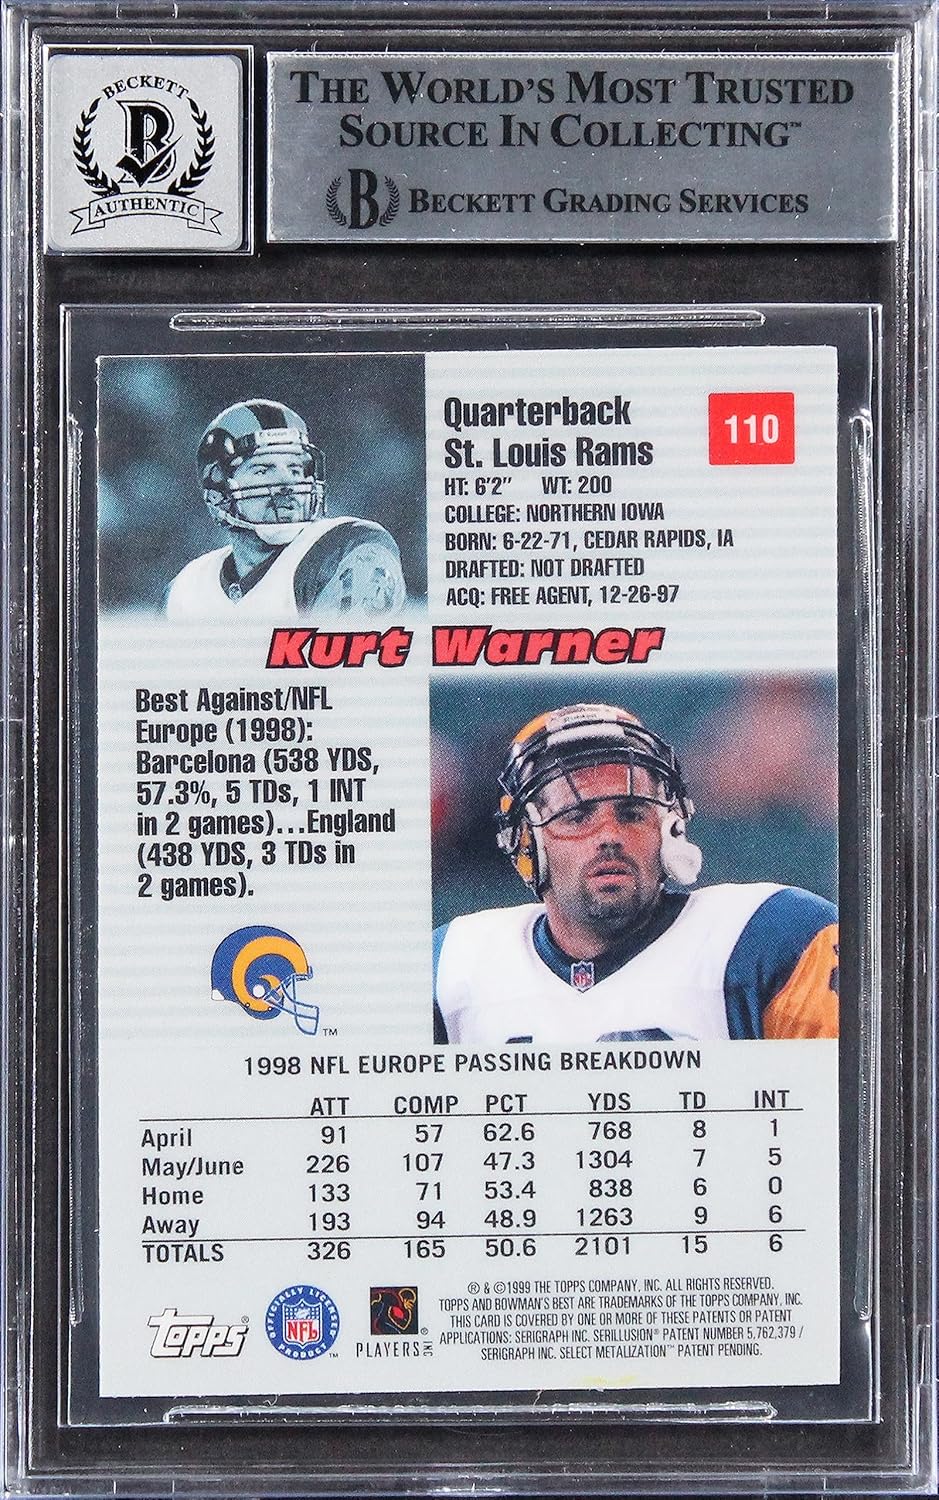 BECKETT
B
AUTHENTIC
THE WORLD'S MOST TRUSTED
SOURCE IN COLLECTING™
B BECKETT GRADING SERVICES
Quarterback
St. Louis Rams
110
HT: 6'2" WT: 200
COLLEGE: NORTHERN IOWA
BORN: 6-22-71, CEDAR RAPIDS, IA
DRAFTED: NOT DRAFTED
ACQ: FREE AGENT, 12-26-97
Kurt Warner
Best Against/NFL
Europe (1998):
Barcelona (538 YDS,
57.3%, 5 TDs, 1 INT
in 2 games)...England
(438 YDS, 3 TDs in
2 games).
TM
1998 NFL EUROPE PASSING BREAKDOWN
ATT COMP PCT YDS TD INT
April 91 57 62.6 768 8 1
May/June 226 107 47.3 1304 7 5
Home 133 71 53.4 838 6 0
Away 193 94 48.9 1263 9 6
TOTALS 326 165 50.6 2101 15 6
topps®
OFFICIALLY LICENSED
NFL
PRODUCT ™
PLAYERS INC ®
® & ©1999 THE TOPPS COMPANY, INC. ALL RIGHTS RESERVED.
TOPPS AND BOWMAN'S BEST ARE TRADEMARKS OF THE TOPPS COMPANY, INC.
THIS CARD IS COVERED BY ONE OR MORE OF THESE PATENTS OR PATENT
APPLICATIONS: SERIGRAPH INC. SERILLUSION® PATENT NUMBER 5,762,379 /
SERIGRAPH INC. SELECT METALIZATION™ PATENT PENDING.